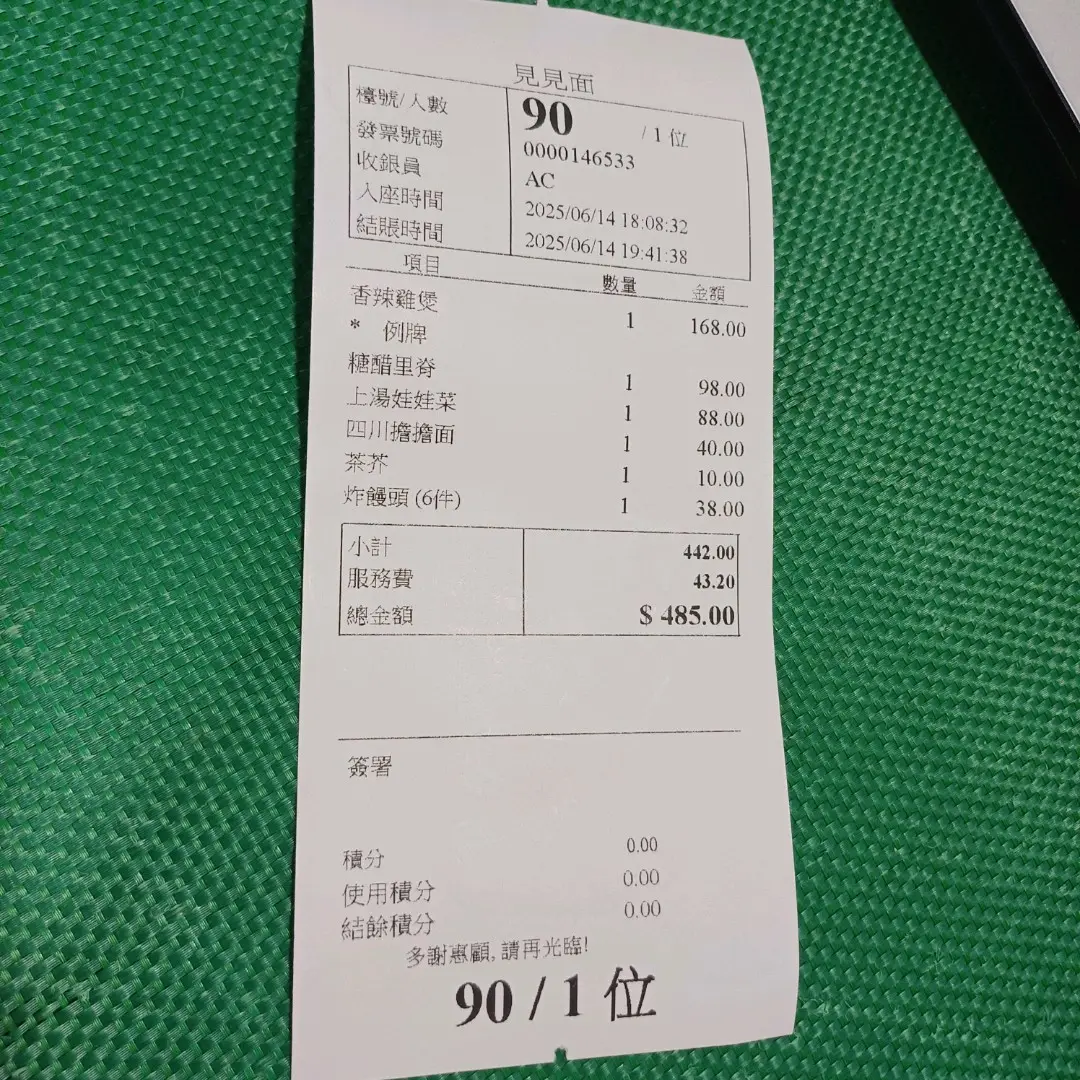 見見面
檯號/人數 90 / 1 位
發票號碼 0000146533
收銀員 AC
入座時間 2025/06/14 18:08:32
結賬時間 2025/06/14 19:41:38
項目 數量 金額
香辣雞煲 1 168.00
* 例牌
糖醋里脊 1 98.00
上湯娃娃菜 1 88.00
四川擔擔面 1 40.00
茶芥 1 10.00
炸饅頭 (6件) 1 38.00
小計 442.00
服務費 43.20
總金額 $ 485.00
簽署
積分 0.00
使用積分 0.00
結餘積分 0.00
多謝惠顧, 請再光臨!
90 / 1 位